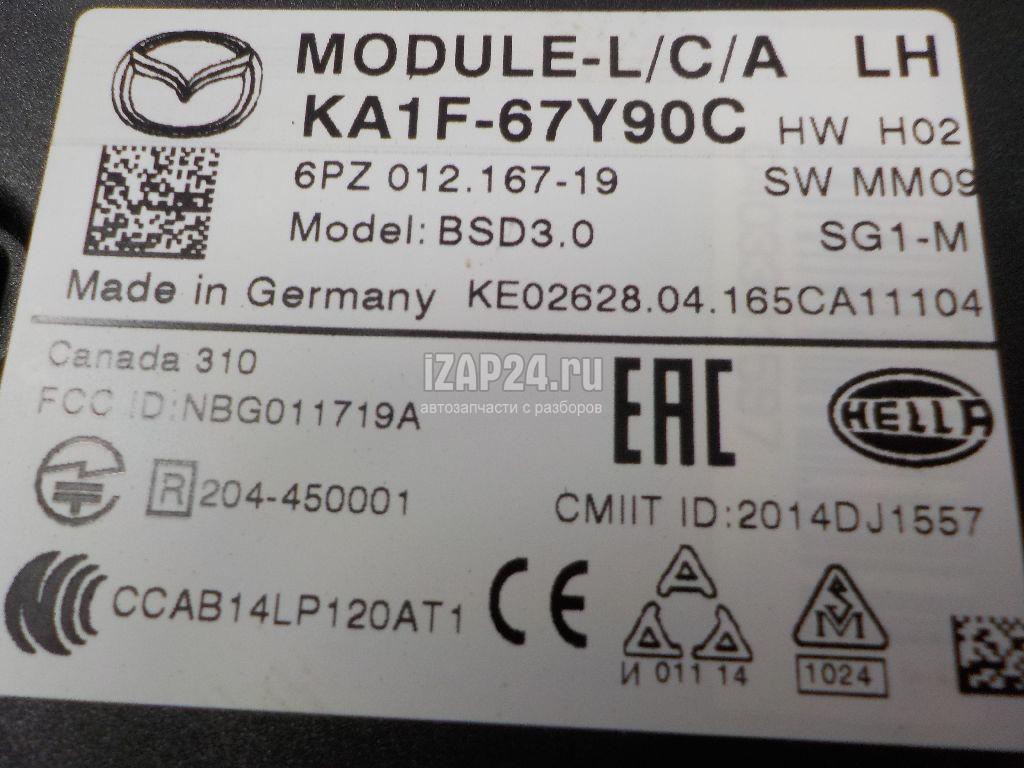 MODULE-L/C/A LH
KA1F-67Y90C HW H02
6PZ 012.167-19 SW MM09
Model: BSD3.0 SG1-M
Made in Germany KE02628.04.165CA11104
Canada 310
iZAP24.ru
автозапчасти с разборов
FCC ID:NBG011719A
EAC
HELLA
R 204-450001
CMIIT ID:2014DJ1557
CCAB14LP120AT1
CE
И 011 14
SM
1024